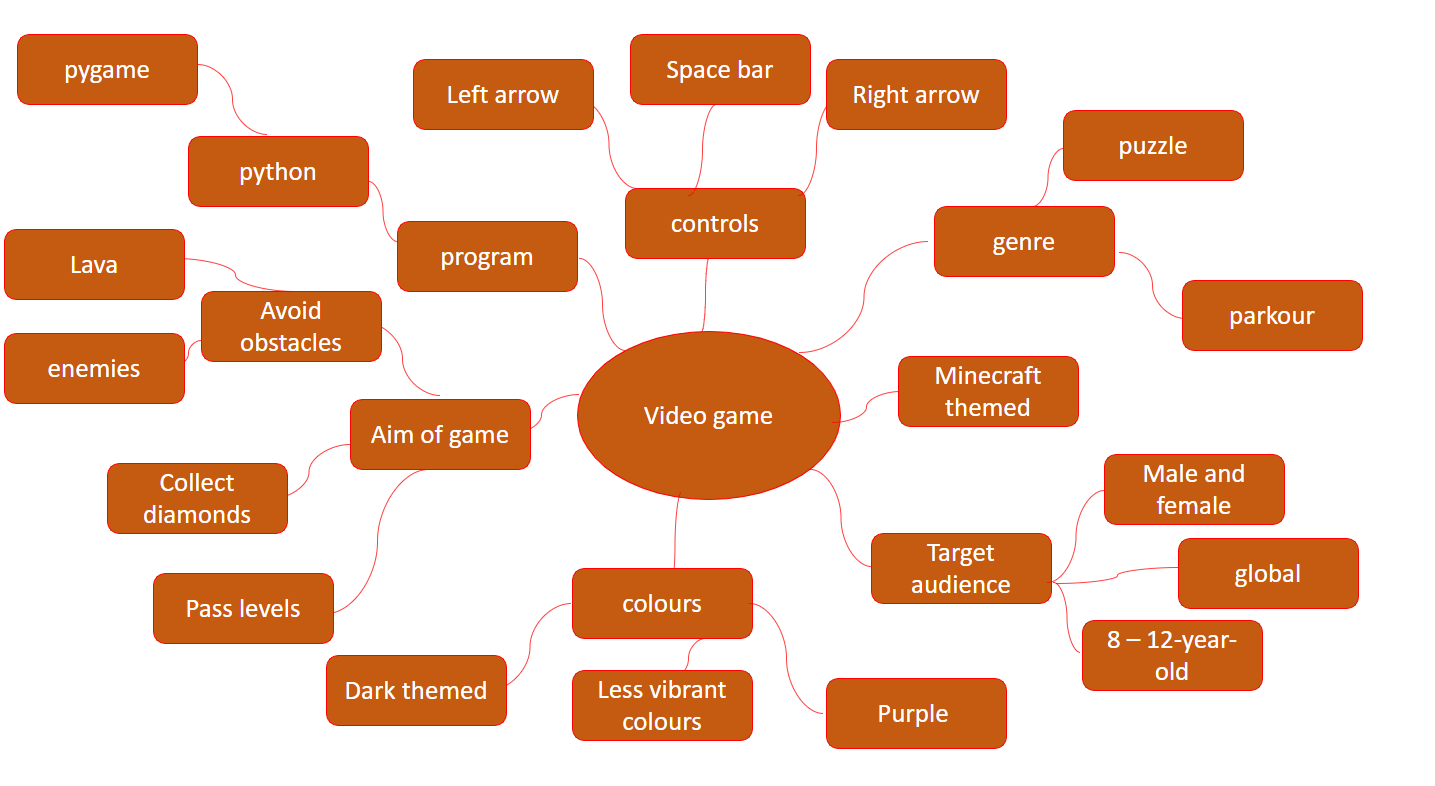 pygame
Left arrow
Space bar
Right arrow
puzzle
python
controls
genre
program
Lava
Avoid
obstacles
parkour
enemies
Minecraft
themed
Video game
Aim of game
Collect
diamonds
Male and
female
Target
audience
global
Pass levels
colours
8 – 12-year-
old
Dark themed
Less vibrant
colours
Purple